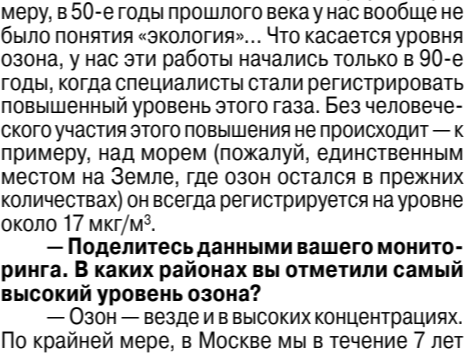 меру, в 50-е годы прошлого века у нас вообще не
было понятия «экология»... Что касается уровня
озона, у нас эти работы начались только в 90-е
годы, когда специалисты стали регистрировать
повышенный уровень этого газа. Без человече-
ского участия этого повышения не происходит — к
примеру, над морем (пожалуй, единственным
местом на Земле, где озон остался в прежних
количествах) он всегда регистрируется на уровне
около 17 мкг/м³.
— Поделитесь данными вашего монито-
ринга. В каких районах вы отметили самый
высокий уровень озона?
— Озон — везде и в высоких концентрациях.
По крайней мере, в Москве мы в течение 7 лет